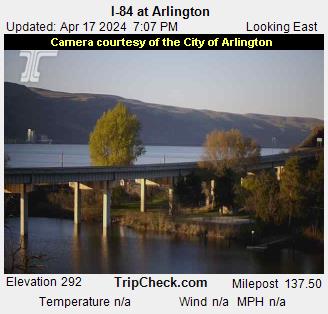 I-84 at Arlington
Updated: Apr 17 2024 7:07 PM Looking East
Camera courtesy of the City of Arlington
Elevation 292 TripCheck.com Milepost 137.50
Temperature n/a Wind n/a MPH n/a